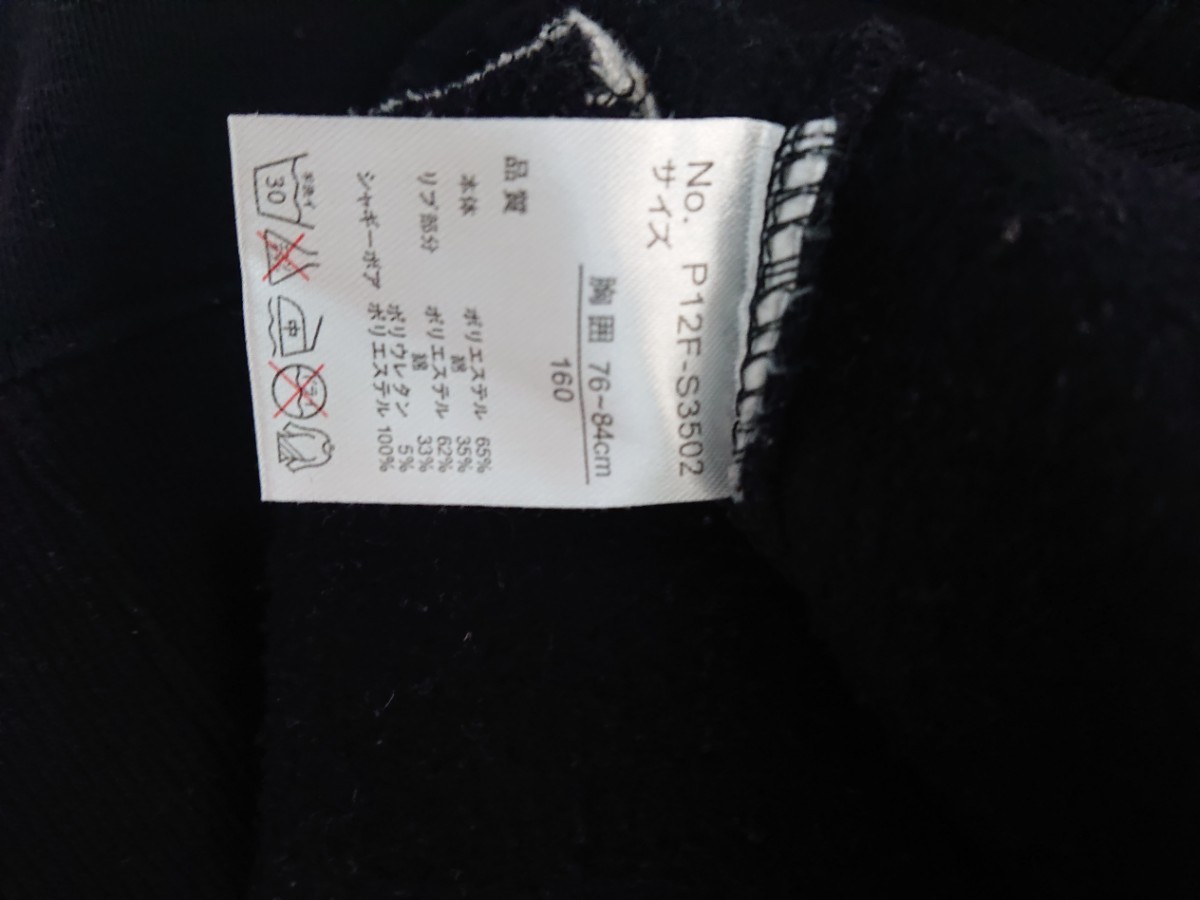 No. P12F-S3502
サイズ
胸囲 76~84cm
160
品質
本体 ポリエステル 65%
綿 35%
リブ部分 ポリエステル 62%
綿 33%
ポリウレタン 5%
シャギーボア ポリエステル 100%
30
中